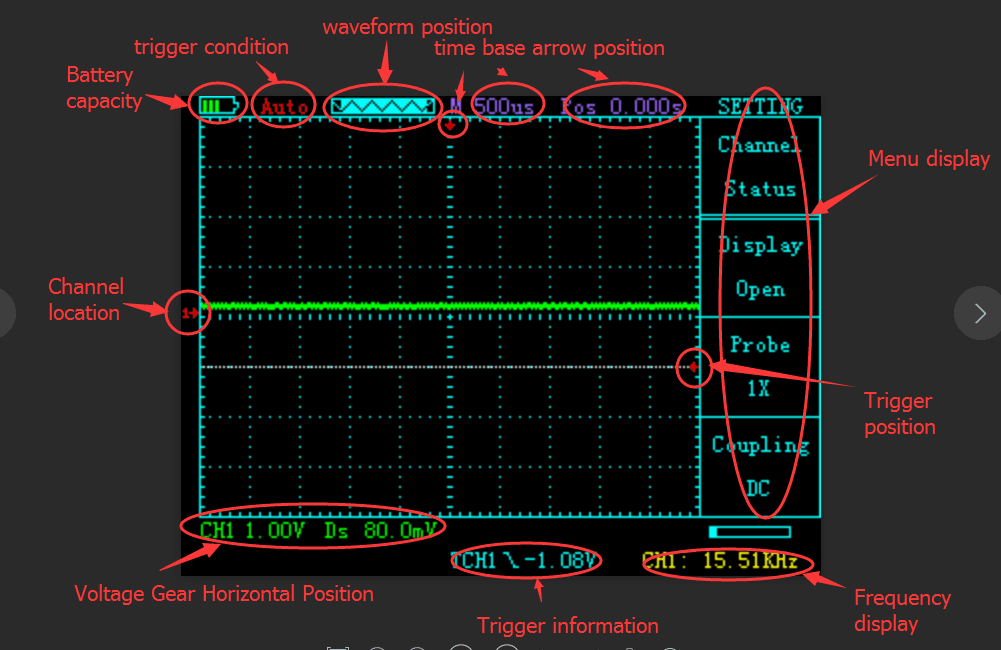 waveform position
trigger condition
time base arrow position
Battery
capacity
Auto
M 500us
Pos 0.000s
SETTING
Channel
Status
Menu display
Display
Open
Channel
location
1
Probe
1X
Trigger
position
Coupling
DC
CH1 1.00V Ds 80.0mV
TCH1 -1.08V
CH1: 15.51KHz
Voltage Gear Horizontal Position
Frequency
display
Trigger information